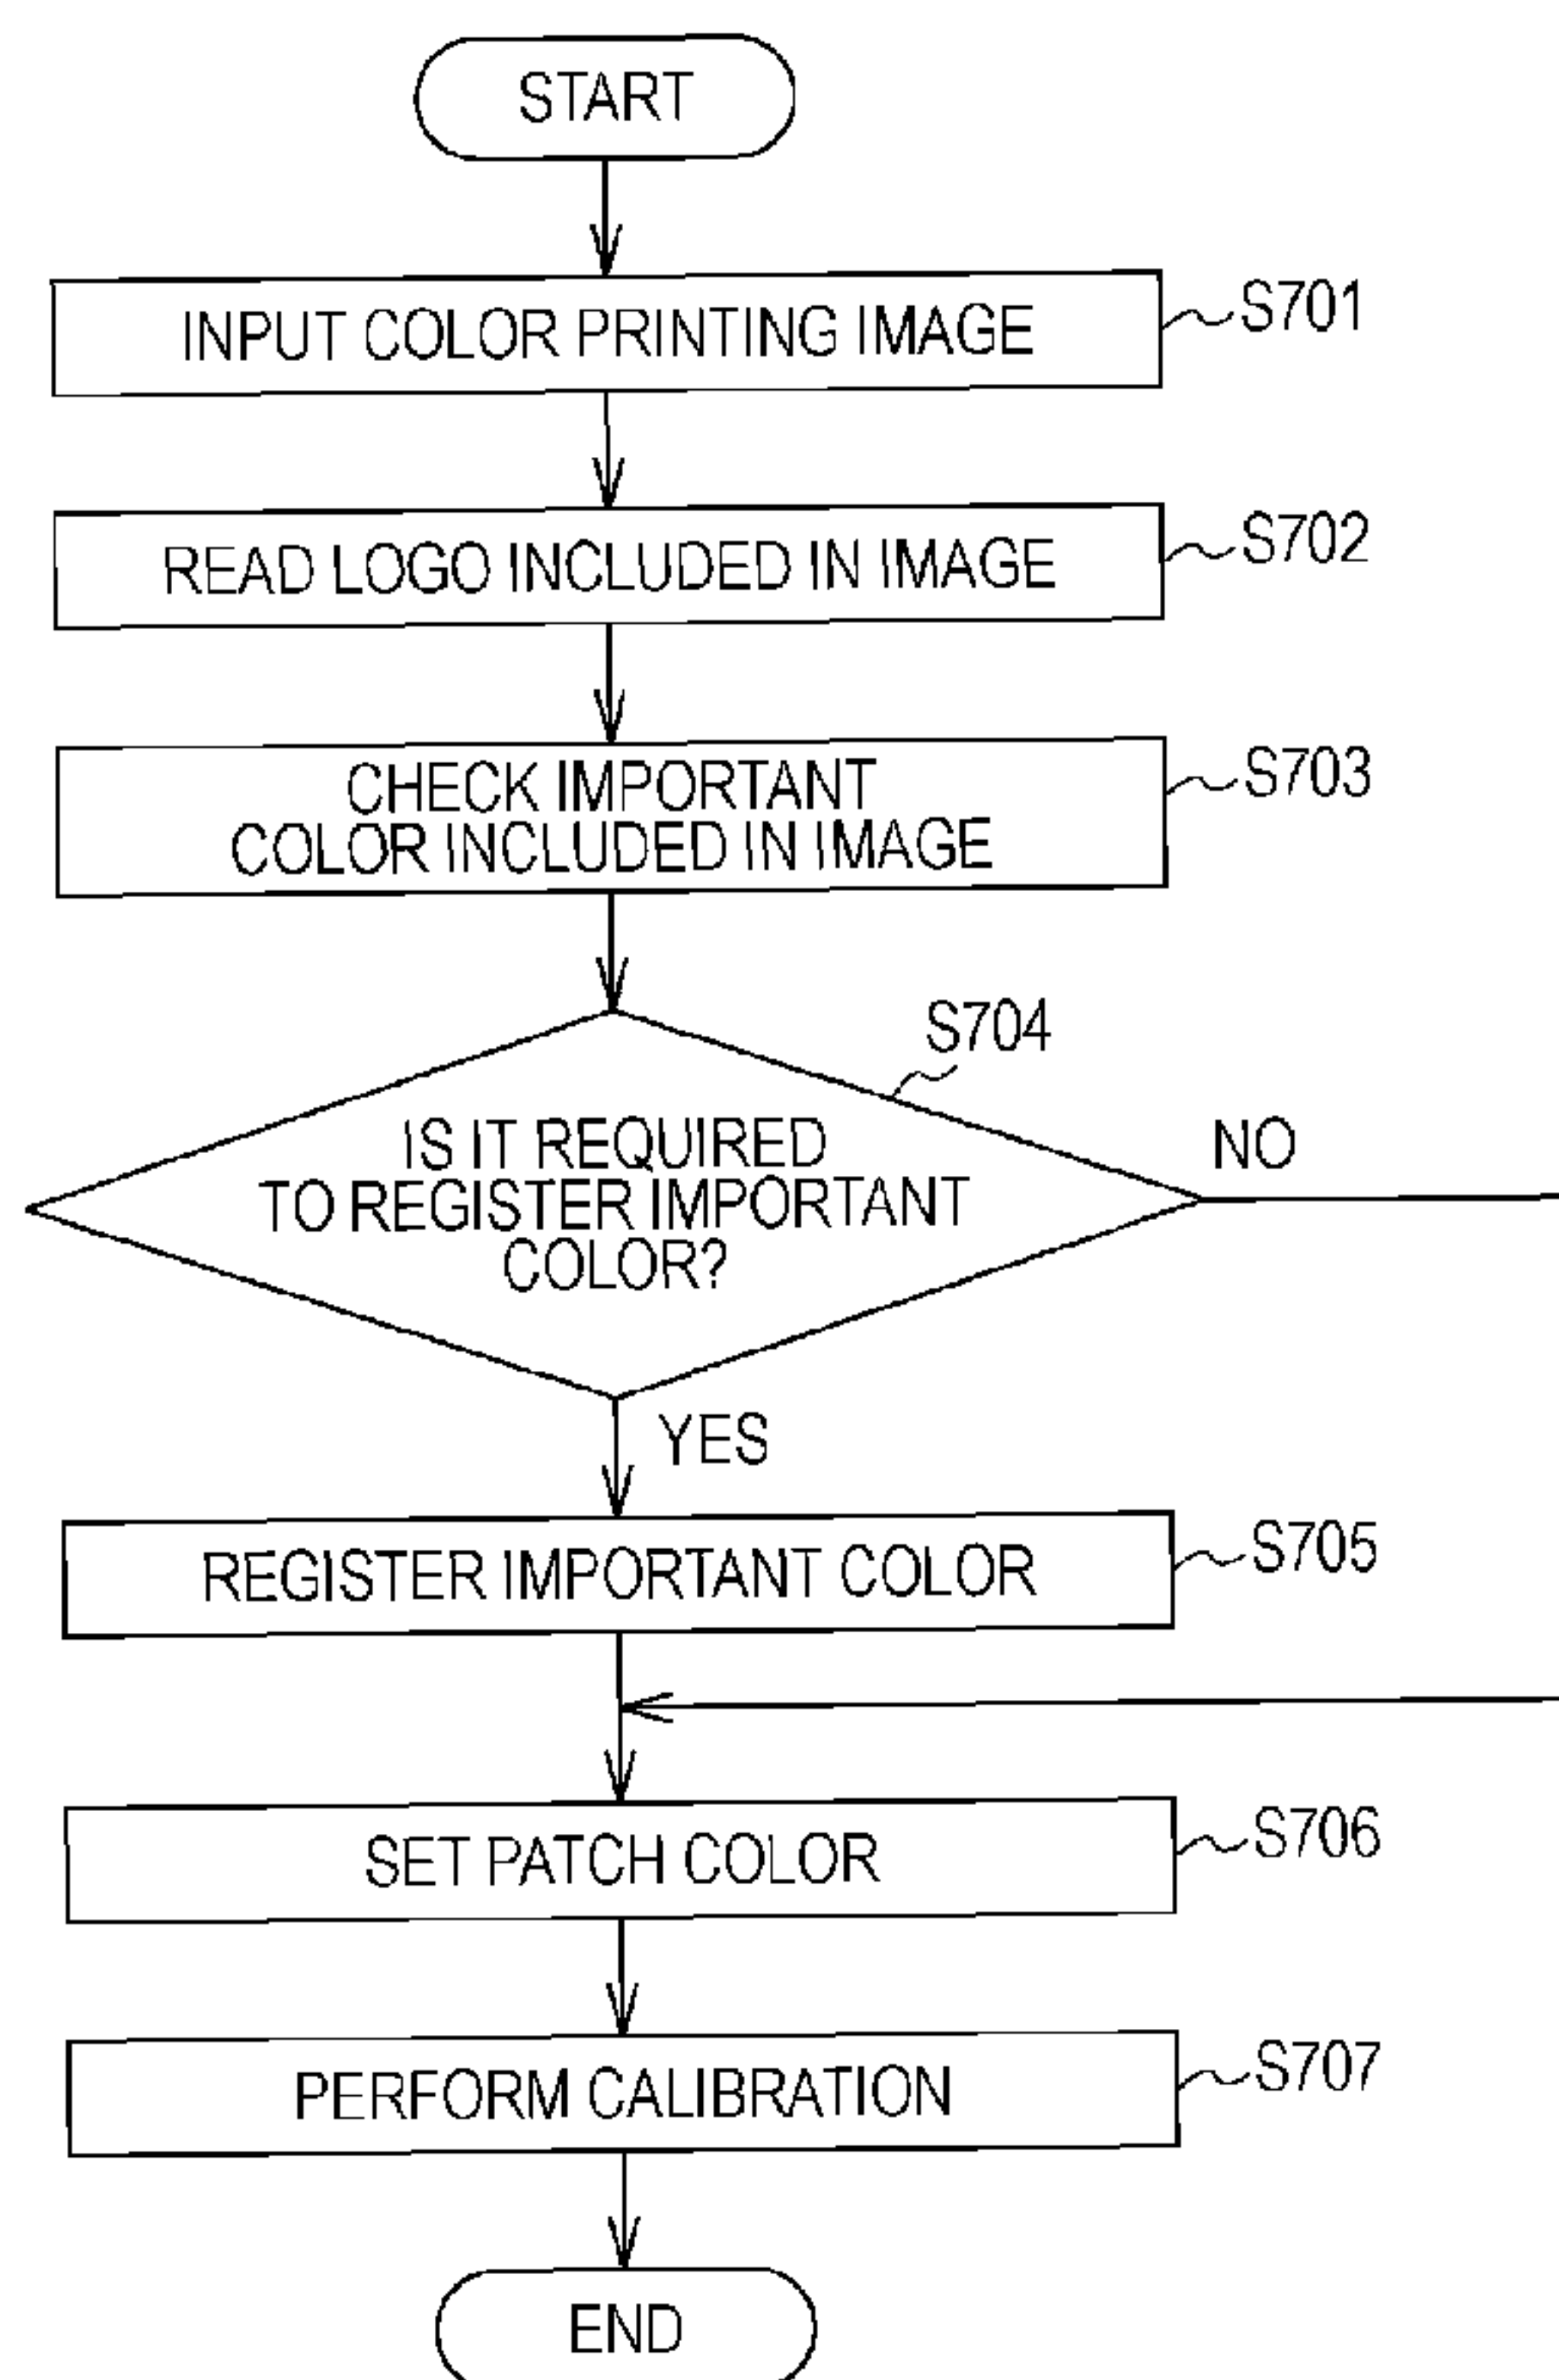 START
INPUT COLOR PRINTING IMAGE
S701
READ LOGO INCLUDED IN IMAGE
S702
CHECK IMPORTANT
COLOR INCLUDED IN IMAGE
S703
S704
IS IT REQUIRED
TO REGISTER IMPORTANT
COLOR?
NO
YES
REGISTER IMPORTANT COLOR
S705
SET PATCH COLOR
S706
PERFORM CALIBRATION
S707
END